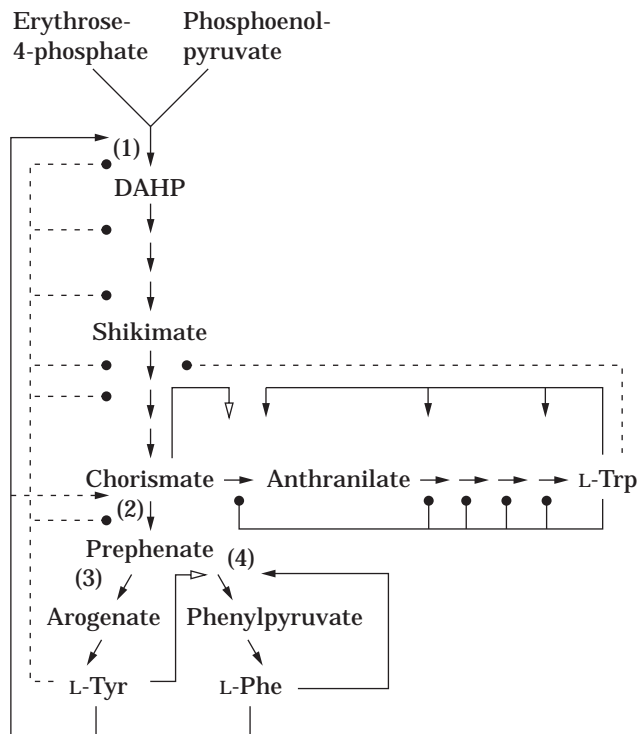 Erythrose-
4-phosphate
Phosphoenol-
pyruvate
(1)
DAHP
Shikimate
Chorismate
Anthranilate
L-Trp
(2)
Prephenate
(3)
(4)
Arogenate
Phenylpyruvate
L-Tyr
L-Phe